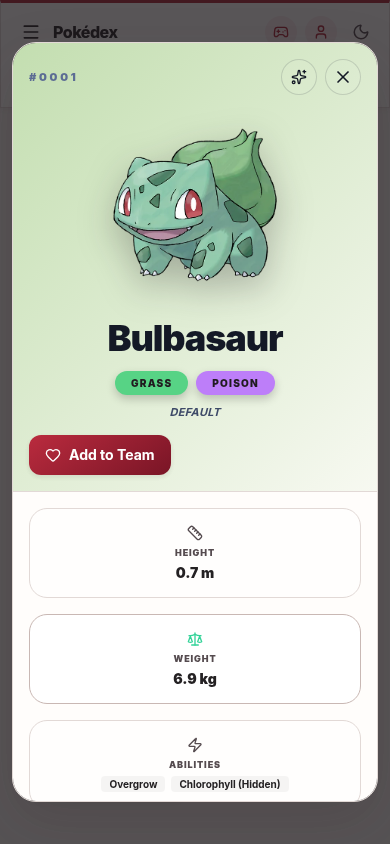 Pokédex
#0001
Bulbasaur
GRASS POISON
DEFAULT
Add to Team
HEIGHT
0.7 m
WEIGHT
6.9 kg
ABILITIES
Overgrow Chlorophyll (Hidden)